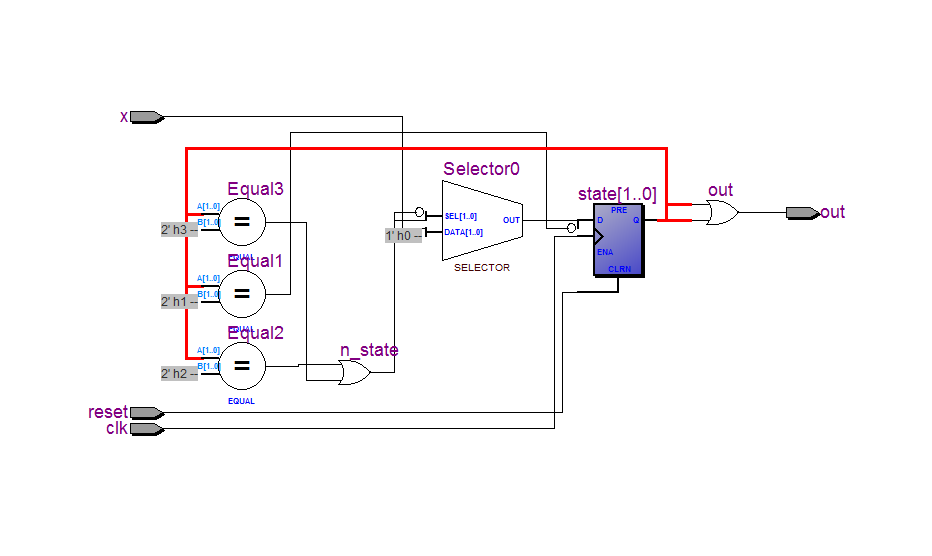 x
Selector0
Equal3
state[1..0]
out
A[1..0]
B[1..0]
=
2' h3 --
EQUAL
SEL[1..0]
DATA[1..0]
OUT
1' h0 --
SELECTOR
PRE
D
Q
ENA
CLRN
out
Equal1
A[1..0]
B[1..0]
=
2' h1 --
EQUAL
Equal2
A[1..0]
B[1..0]
=
2' h2 --
EQUAL
n_state
reset
clk